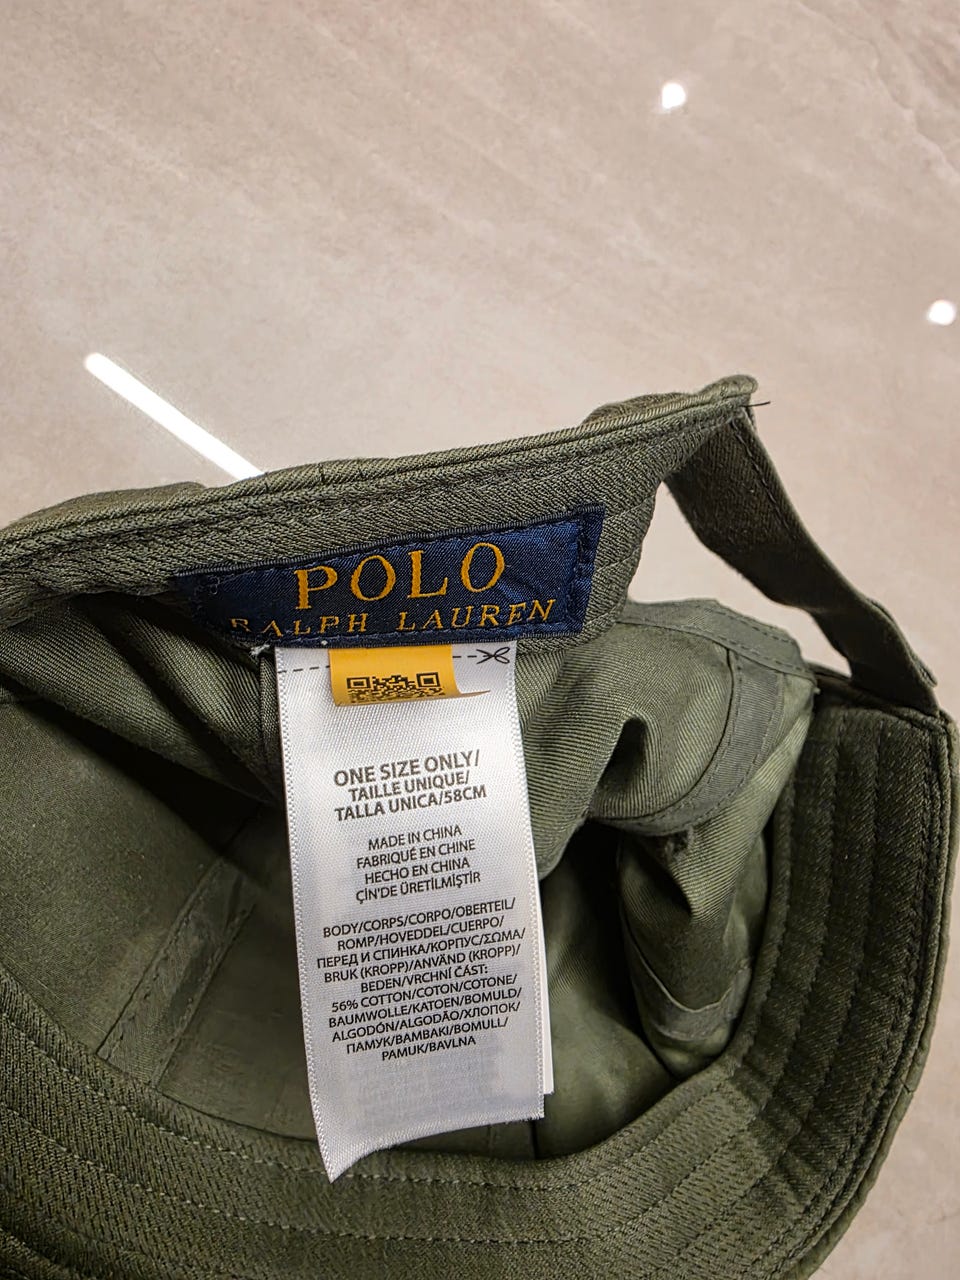 POLO
RALPH LAUREN
ONE SIZE ONLY/
TAILLE UNIQUE/
TALLA UNICA/58CM
MADE IN CHINA
FABRIQUÉ EN CHINE
HECHO EN CHINA
ÇİN'DE ÜRETİLMİŞTİR
BODY/CORPS/CORPO/OBERTEIL/
ROMP/HOVEDDEL/CUERPO/
ПЕРЕД И СПИНКА/КОРПУС/ΣΩΜΑ/
BRUK (KROPP)/ANVÄND (KROPP)/
BEDEN/VRCHNÍ ČÁST:
56% COTTON/COTON/COTONE/
BAUMWOLLE/KATOEN/BOMULD/
ALGODÓN/ALGODÃO/ХЛОПОК/
ПАМУК/BAMBAKI/BOMULL/
PAMUK/BAVLNA